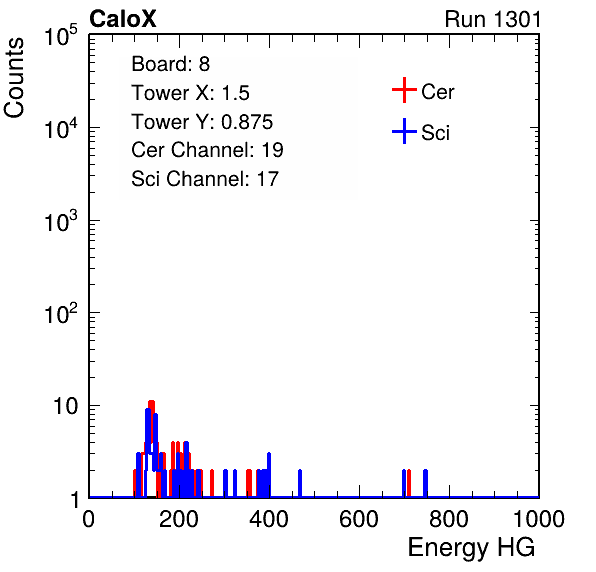 CaloX Run 1301
Counts
10^5
10^4
10^3
10^2
10
1
Board: 8
Tower X: 1.5
Tower Y: 0.875
Cer Channel: 19
Sci Channel: 17
Cer
Sci
0 200 400 600 800 1000
Energy HG